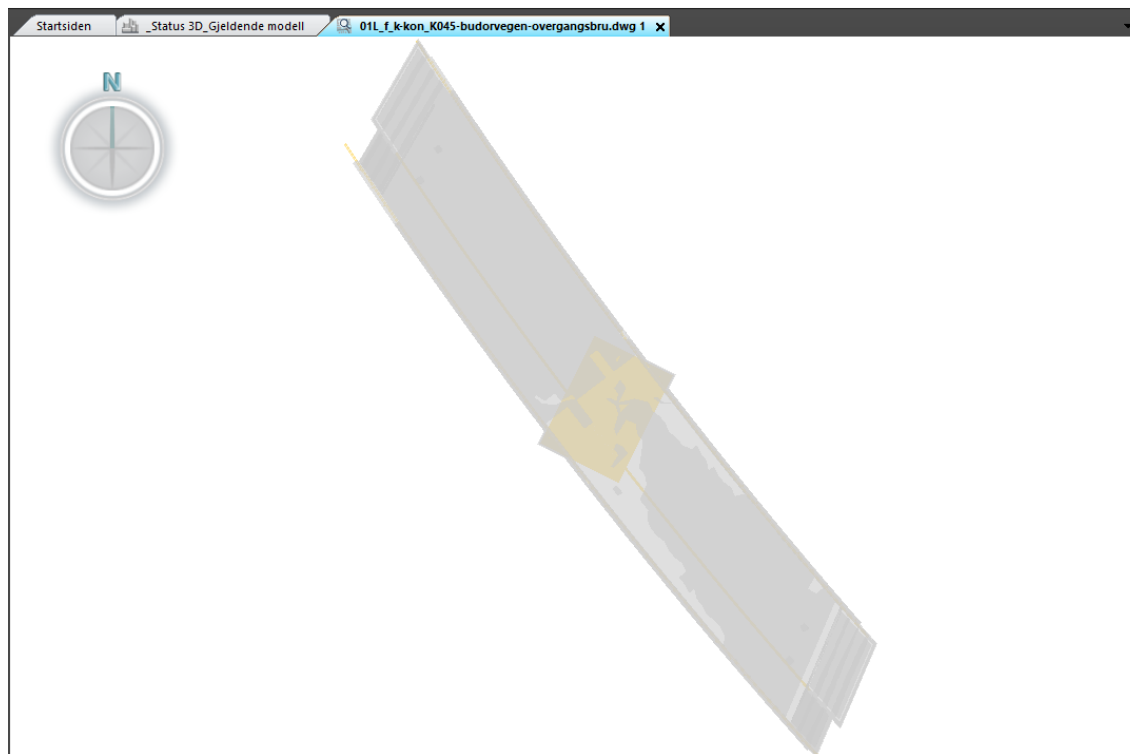 Startsiden
_Status 3D_Gjeldende modell
01L_f_k-kon_K045-budorvegen-overgangsbru.dwg 1
N